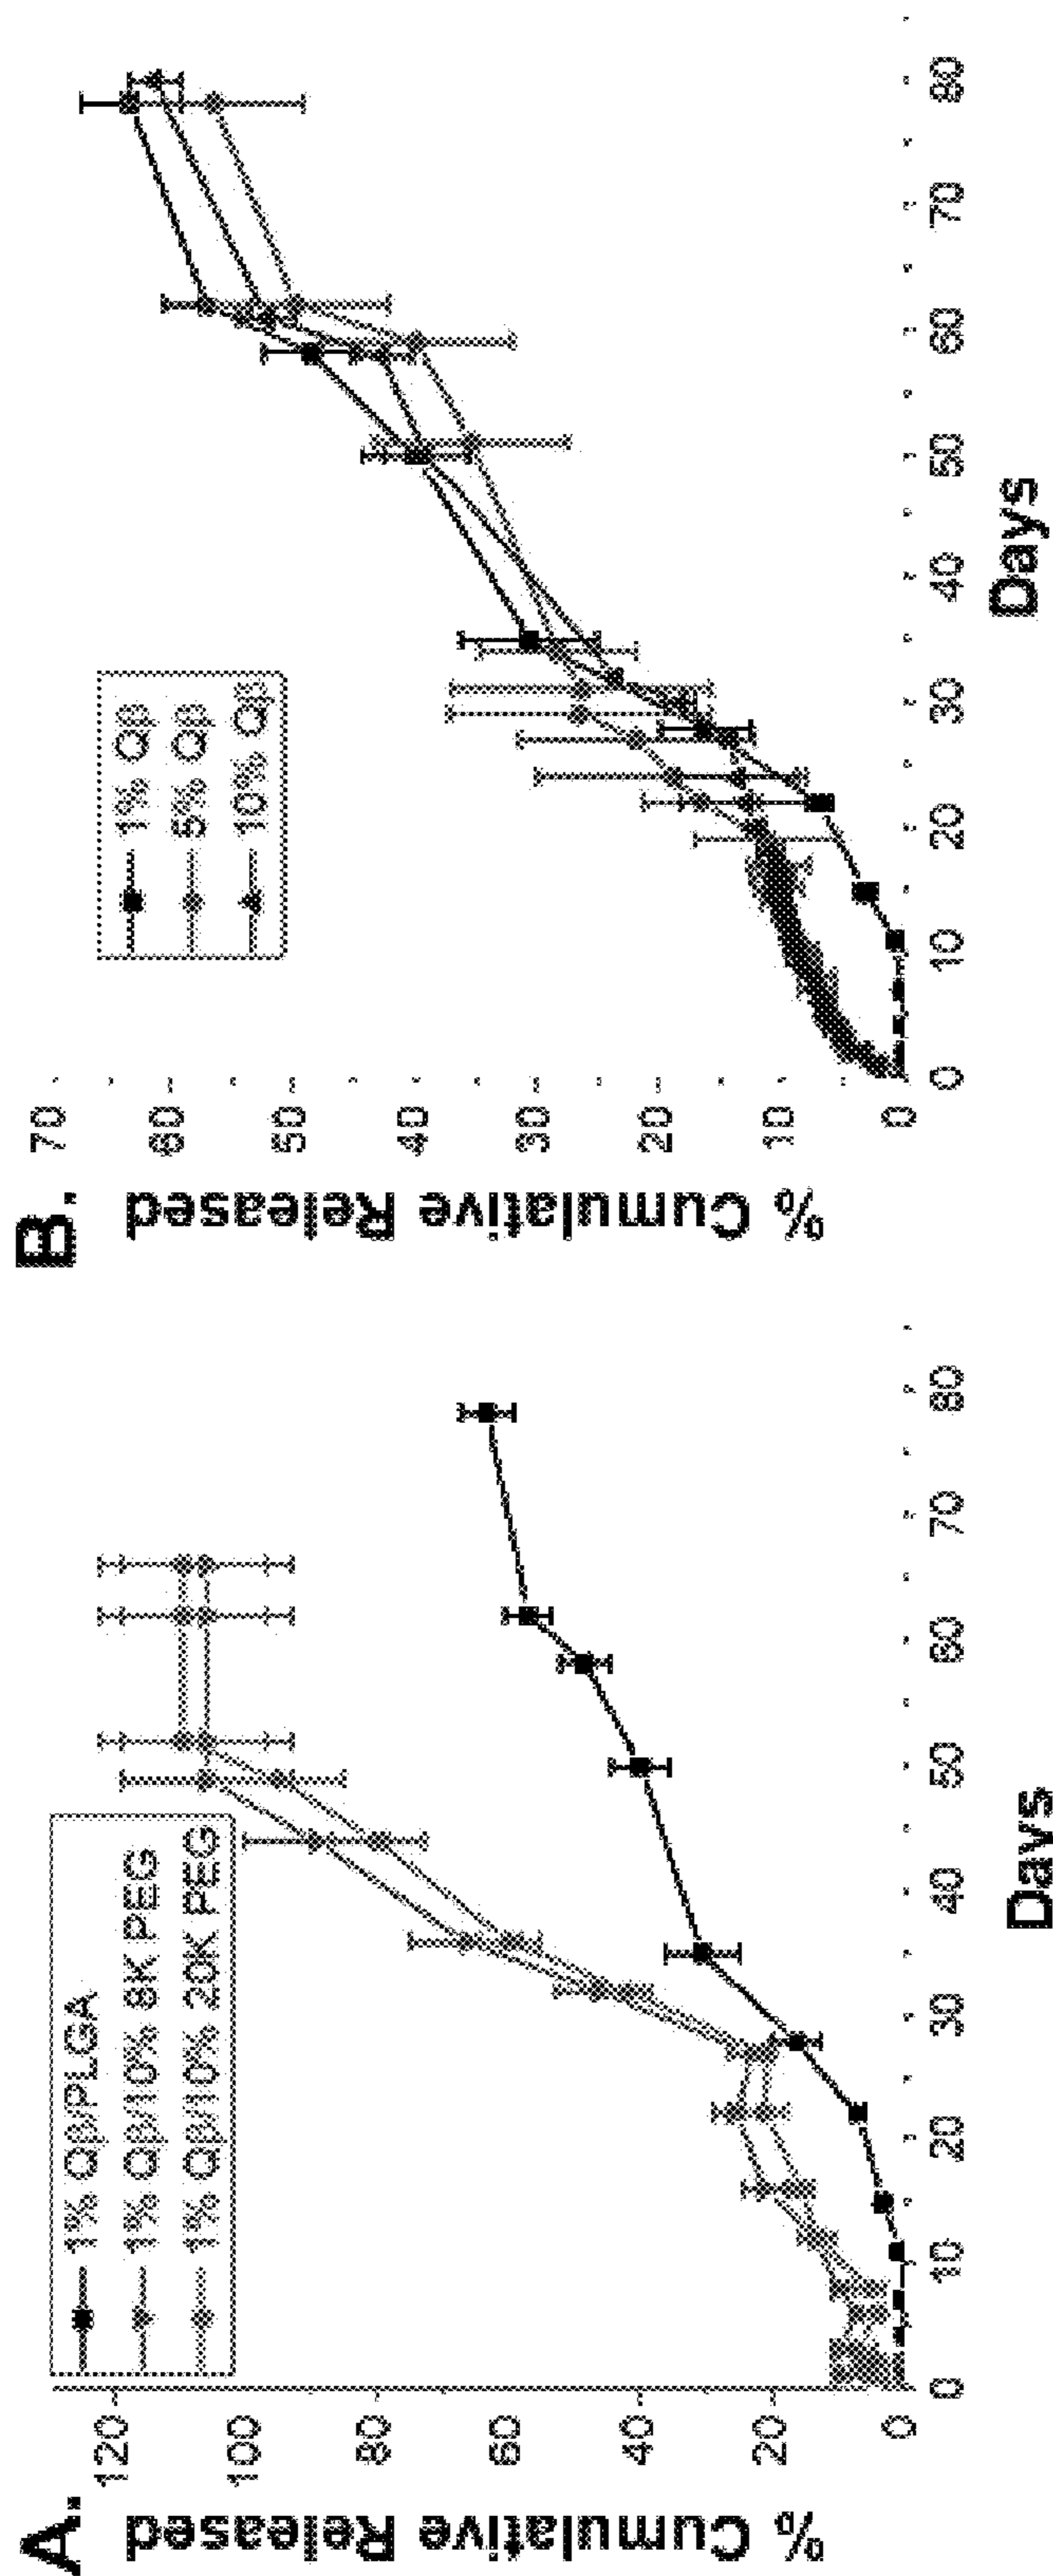 A.
% Cumulative Released
120
100
80
60
40
20
0
1% Qβ/PLGA
1% Qβ/10% 8K PEG
1% Qβ/10% 20K PEG
0 10 20 30 40 50 60 70 80
Days
B.
% Cumulative Released
70
60
50
40
30
20
10
0
1% Qβ
5% Qβ
10% Qβ
0 10 20 30 40 50 60 70 80
Days